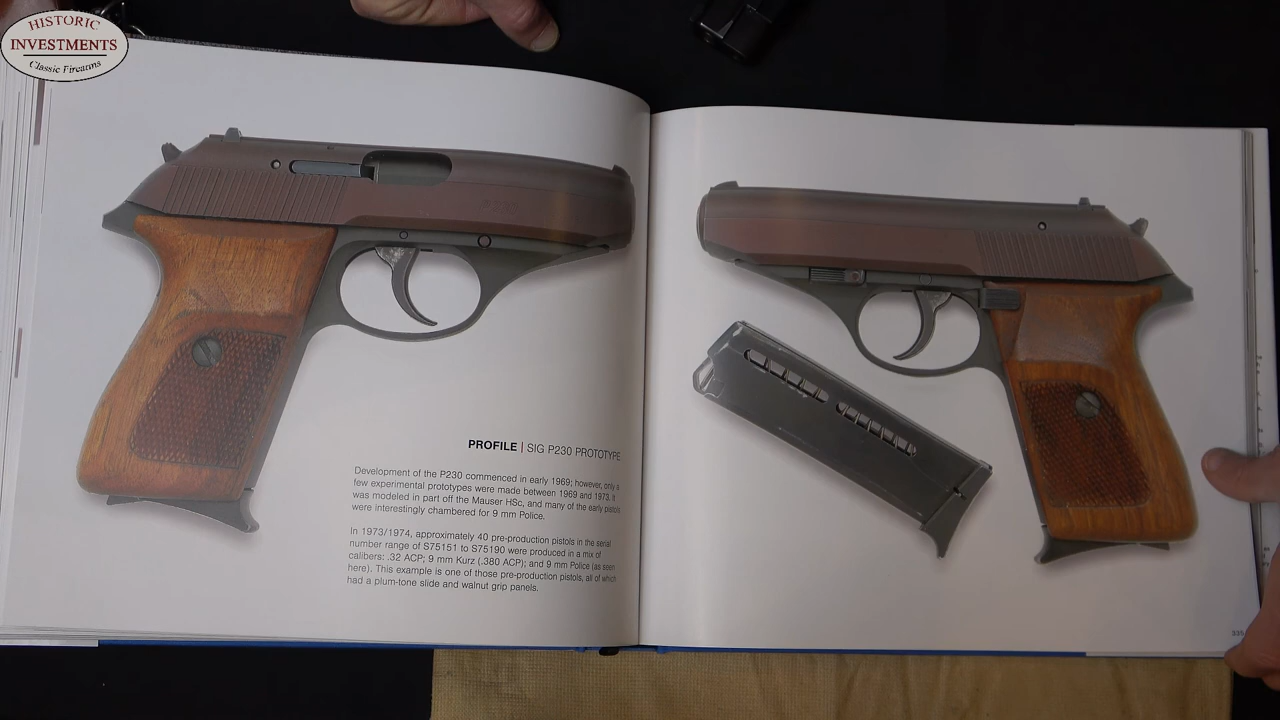 HISTORIC
INVESTMENTS
Classic Firearms
PROFILE | SIG P230 PROTOTYPE
Development of the P230 commenced in early 1969; however, only a
few experimental prototypes were made between 1969 and 1973. It
was modeled in part off the Mauser HSc, and many of the early pistols
were interestingly chambered for 9 mm Police.
In 1973/1974, approximately 40 pre-production pistols in the serial
number range of S75151 to S75190 were produced in a mix of
calibers: .32 ACP; 9 mm Kurz (.380 ACP); and 9 mm Police (as seen
here). This example is one of those pre-production pistols, all of which
had a plum-tone slide and walnut grip panels.